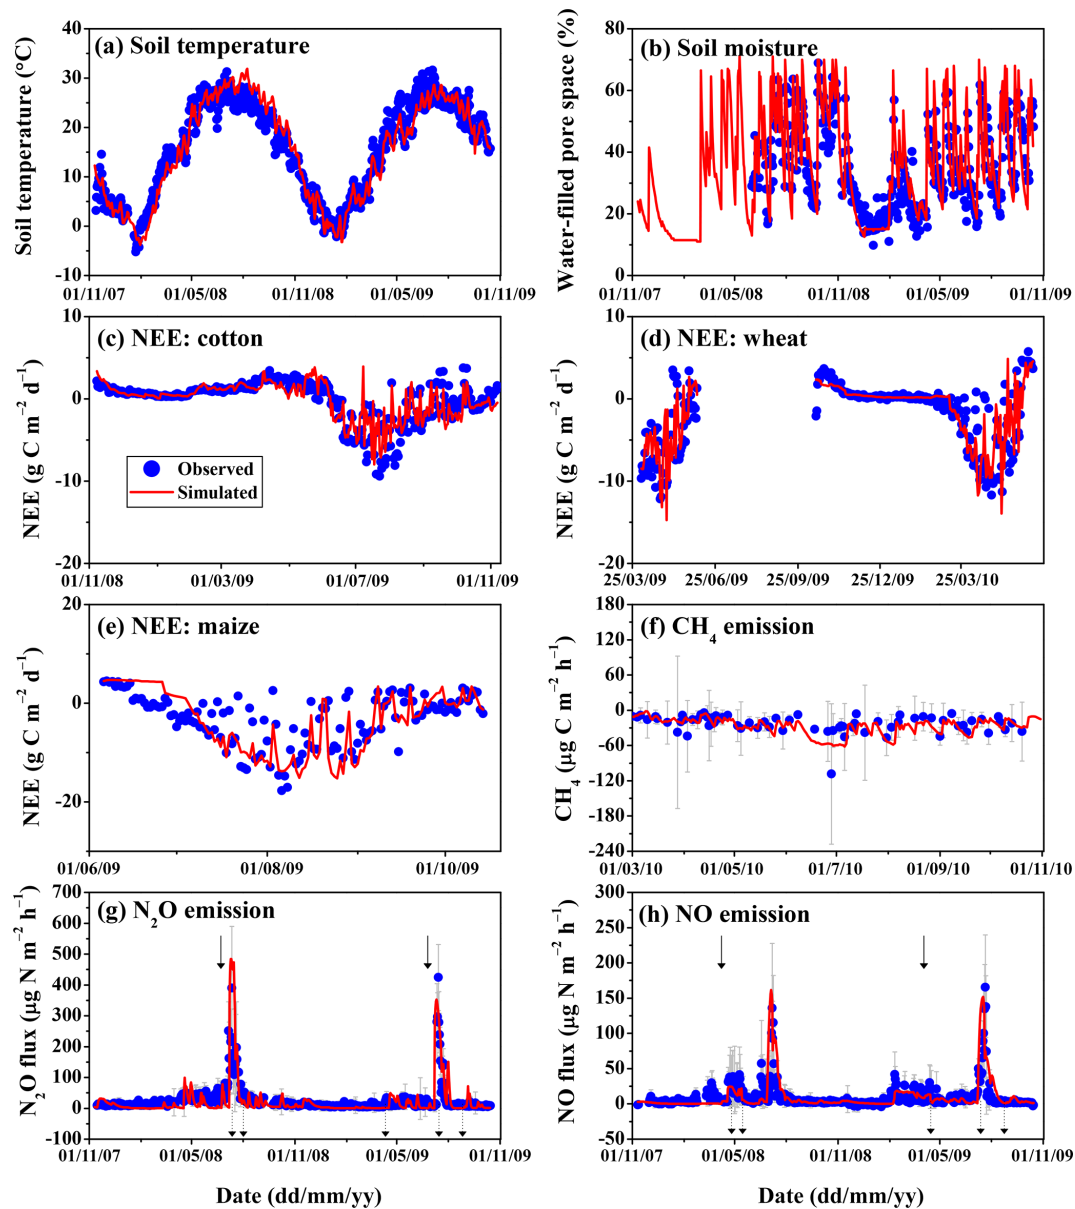 (a) Soil temperature
Soil temperature (°C)
40
30
20
10
0
-10
01/11/07 01/05/08 01/11/08 01/05/09 01/11/09
(b) Soil moisture
Water-filled pore space (%)
80
60
40
20
0
01/11/07 01/05/08 01/11/08 01/05/09 01/11/09
(c) NEE: cotton
NEE (g C m⁻² d⁻¹)
10
0
-10
-20
Observed
Simulated
01/11/08 01/03/09 01/07/09 01/11/09
(d) NEE: wheat
NEE (g C m⁻² d⁻¹)
10
0
-10
-20
25/03/09 25/06/09 25/09/09 25/12/09 25/03/10
(e) NEE: maize
NEE (g C m⁻² d⁻¹)
20
0
-20
01/06/09 01/08/09 01/10/09
(f) CH₄ emission
CH₄ (μg C m⁻² h⁻¹)
180
120
60
0
-60
-120
-180
-240
01/03/10 01/05/10 01/7/10 01/09/10 01/11/10
(g) N₂O emission
N₂O flux (μg N m⁻² h⁻¹)
700
600
500
400
300
200
100
0
-100
01/11/07 01/05/08 01/11/08 01/05/09 01/11/09
Date (dd/mm/yy)
(h) NO emission
NO flux (μg N m⁻² h⁻¹)
300
250
200
150
100
50
0
-50
01/11/07 01/05/08 01/11/08 01/05/09 01/11/09
Date (dd/mm/yy)